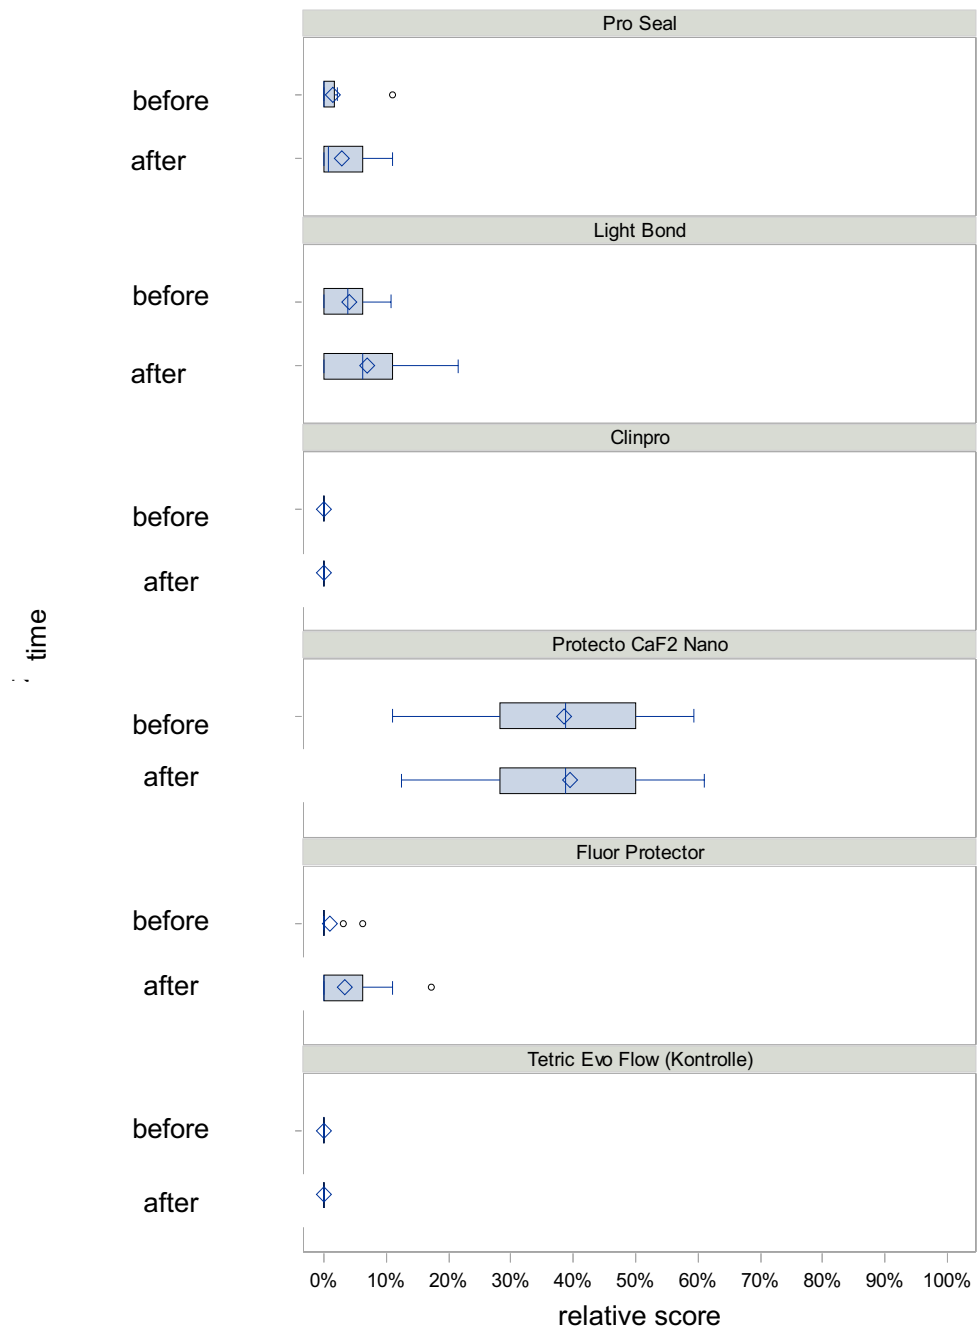 Pro Seal
before
after
Light Bond
before
after
Clinpro
before
after
time
Protecto CaF2 Nano
before
after
Fluor Protector
before
after
Tetric Evo Flow (Kontrolle)
before
after
0% 10% 20% 30% 40% 50% 60% 70% 80% 90% 100%
relative score